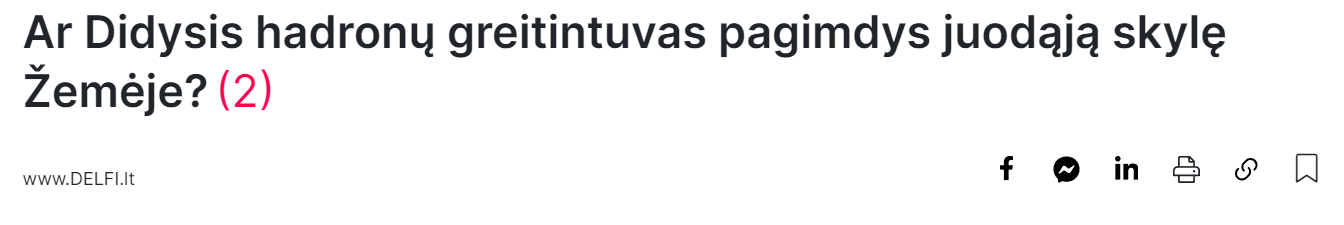 Ar Didysis hadronų greitintuvas pagimdys juodąją skylę
Žemėje? (2)
www.DELFI.lt